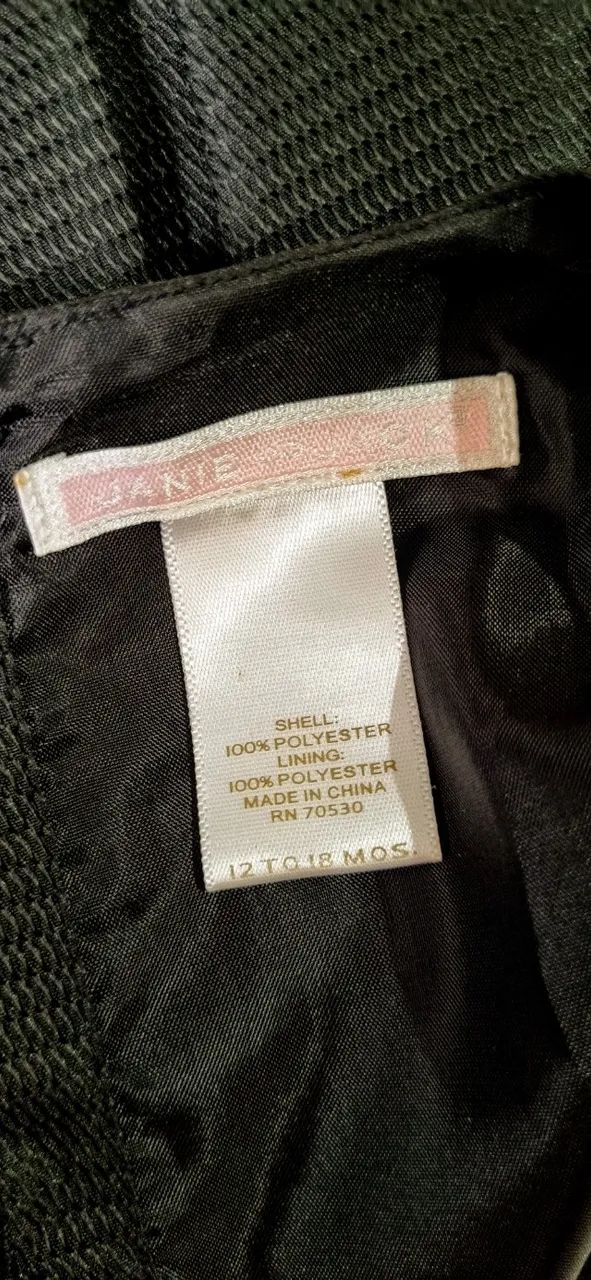 JANIE AND JACK
SHELL:
100% POLYESTER
LINING:
100% POLYESTER
MADE IN CHINA
RN 70530
12 TO 18 MOS.